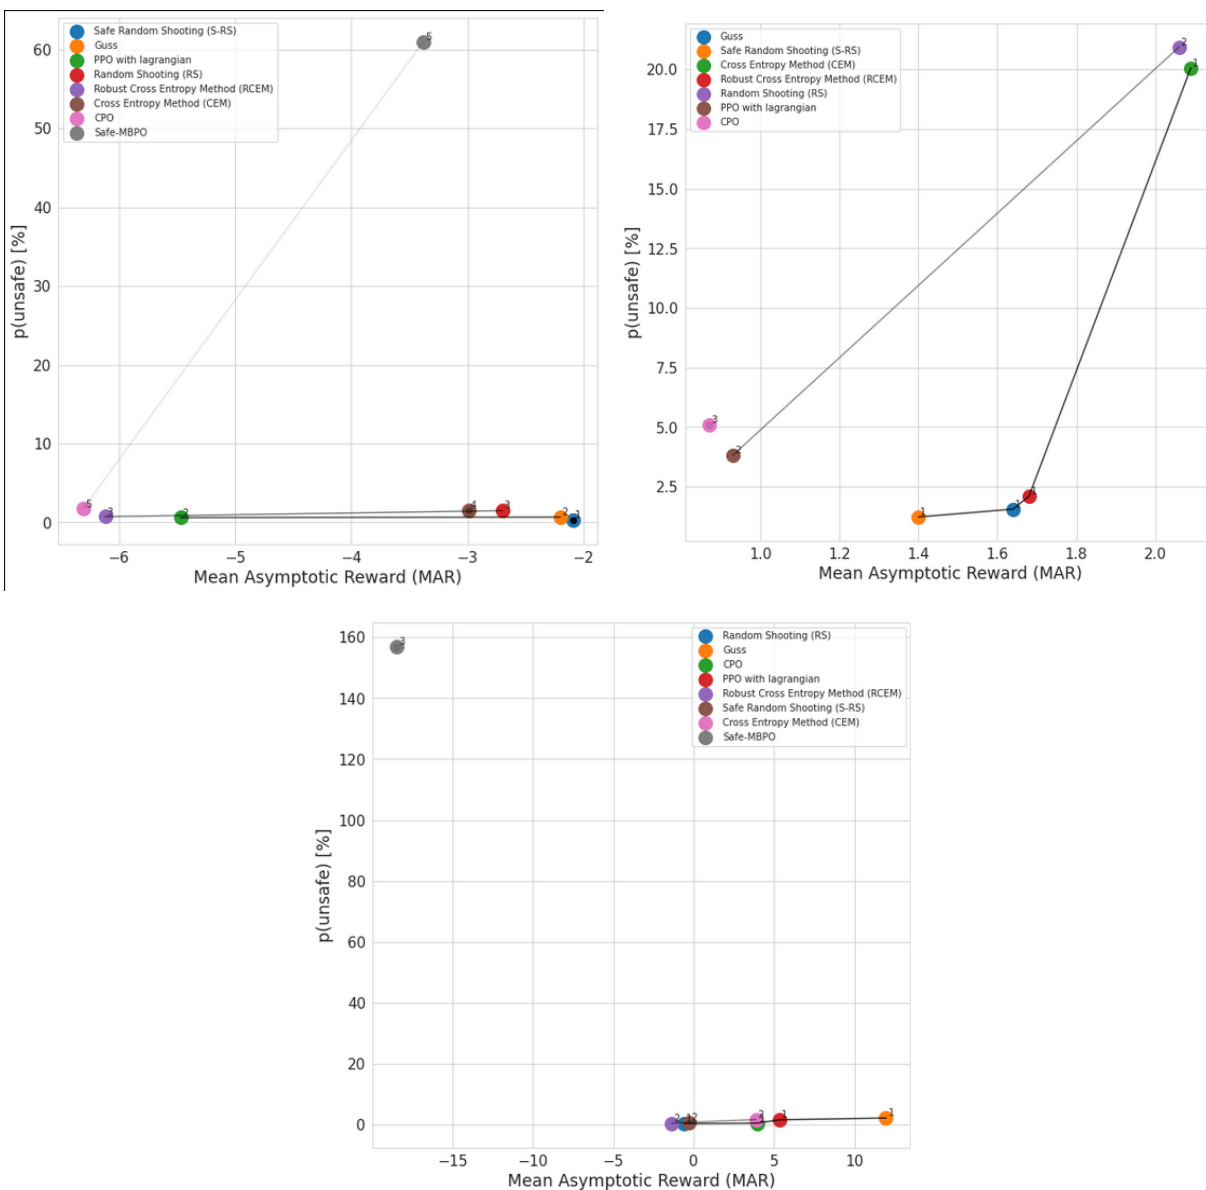 Safe Random Shooting (S-RS)
Guss
PPO with lagrangian
Random Shooting (RS)
Robust Cross Entropy Method (RCEM)
Cross Entropy Method (CEM)
CPO
Safe-MBPO
p(unsafe) [%]
60
50
40
30
20
10
0
5
5
3
2
4
3
2
1
−6
−5
−4
−3
−2
Mean Asymptotic Reward (MAR)
Guss
Safe Random Shooting (S-RS)
Cross Entropy Method (CEM)
Robust Cross Entropy Method (RCEM)
Random Shooting (RS)
PPO with lagrangian
CPO
p(unsafe) [%]
20.0
17.5
15.0
12.5
10.0
7.5
5.0
2.5
2
1
3
2
1
1
1
1.0
1.2
1.4
1.6
1.8
2.0
Mean Asymptotic Reward (MAR)
Random Shooting (RS)
Guss
CPO
PPO with lagrangian
Robust Cross Entropy Method (RCEM)
Safe Random Shooting (S-RS)
Cross Entropy Method (CEM)
Safe-MBPO
p(unsafe) [%]
160
140
120
100
80
60
40
20
0
3
2
1
2
2
1
1
−15
−10
−5
0
5
10
Mean Asymptotic Reward (MAR)